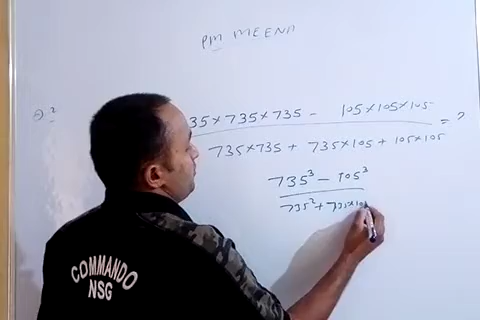 PM MEENA
Q.2
35×735×735 - 105×105×105
= ?
735×735 + 735×105 + 105×105
735³ - 105³
735² + 735×10
COMMANDO
NSG